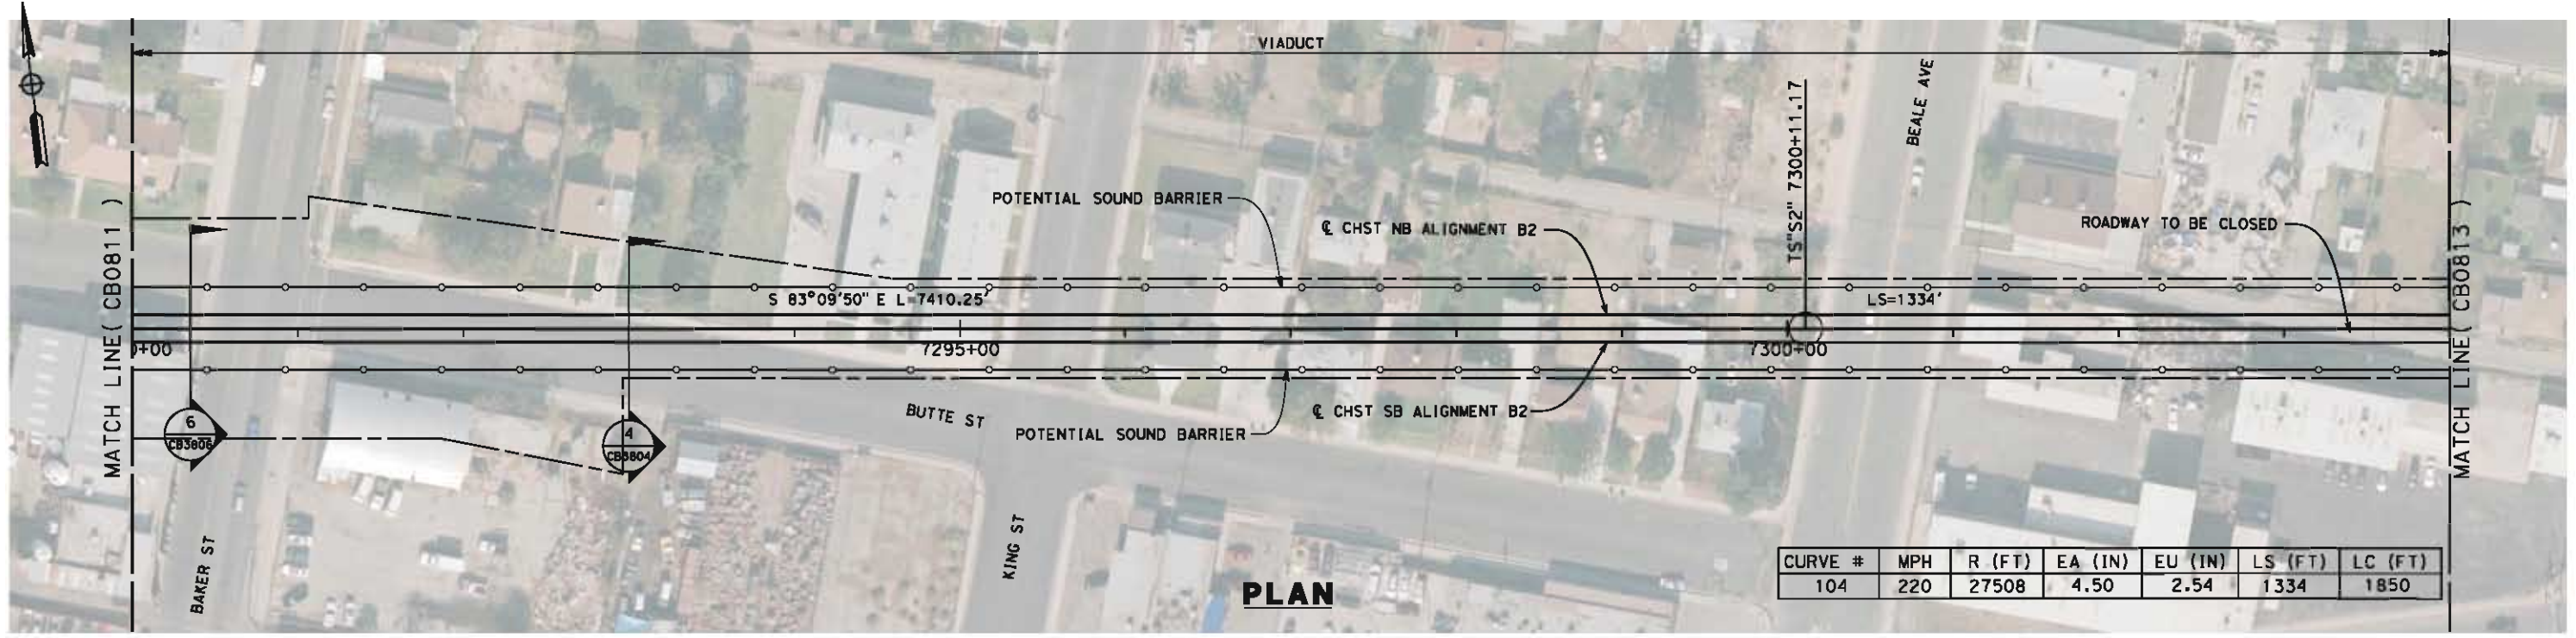 VIADUCT
BEALE AVE
TS"S2" 7300+11.17
POTENTIAL SOUND BARRIER
℄ CHST NB ALIGNMENT B2
ROADWAY TO BE CLOSED
MATCH LINE( CB0811 )
S 83°09'50" E L=7410.25'
LS=1334'
+00
7295+00
7300+00
MATCH LINE( CB0813 )
6
CB3806
4
CB3804
BUTTE ST
POTENTIAL SOUND BARRIER
℄ CHST SB ALIGNMENT B2
BAKER ST
KING ST
PLAN
CURVE # MPH R (FT) EA (IN) EU (IN) LS (FT) LC (FT)
104 220 27508 4.50 2.54 1334 1850